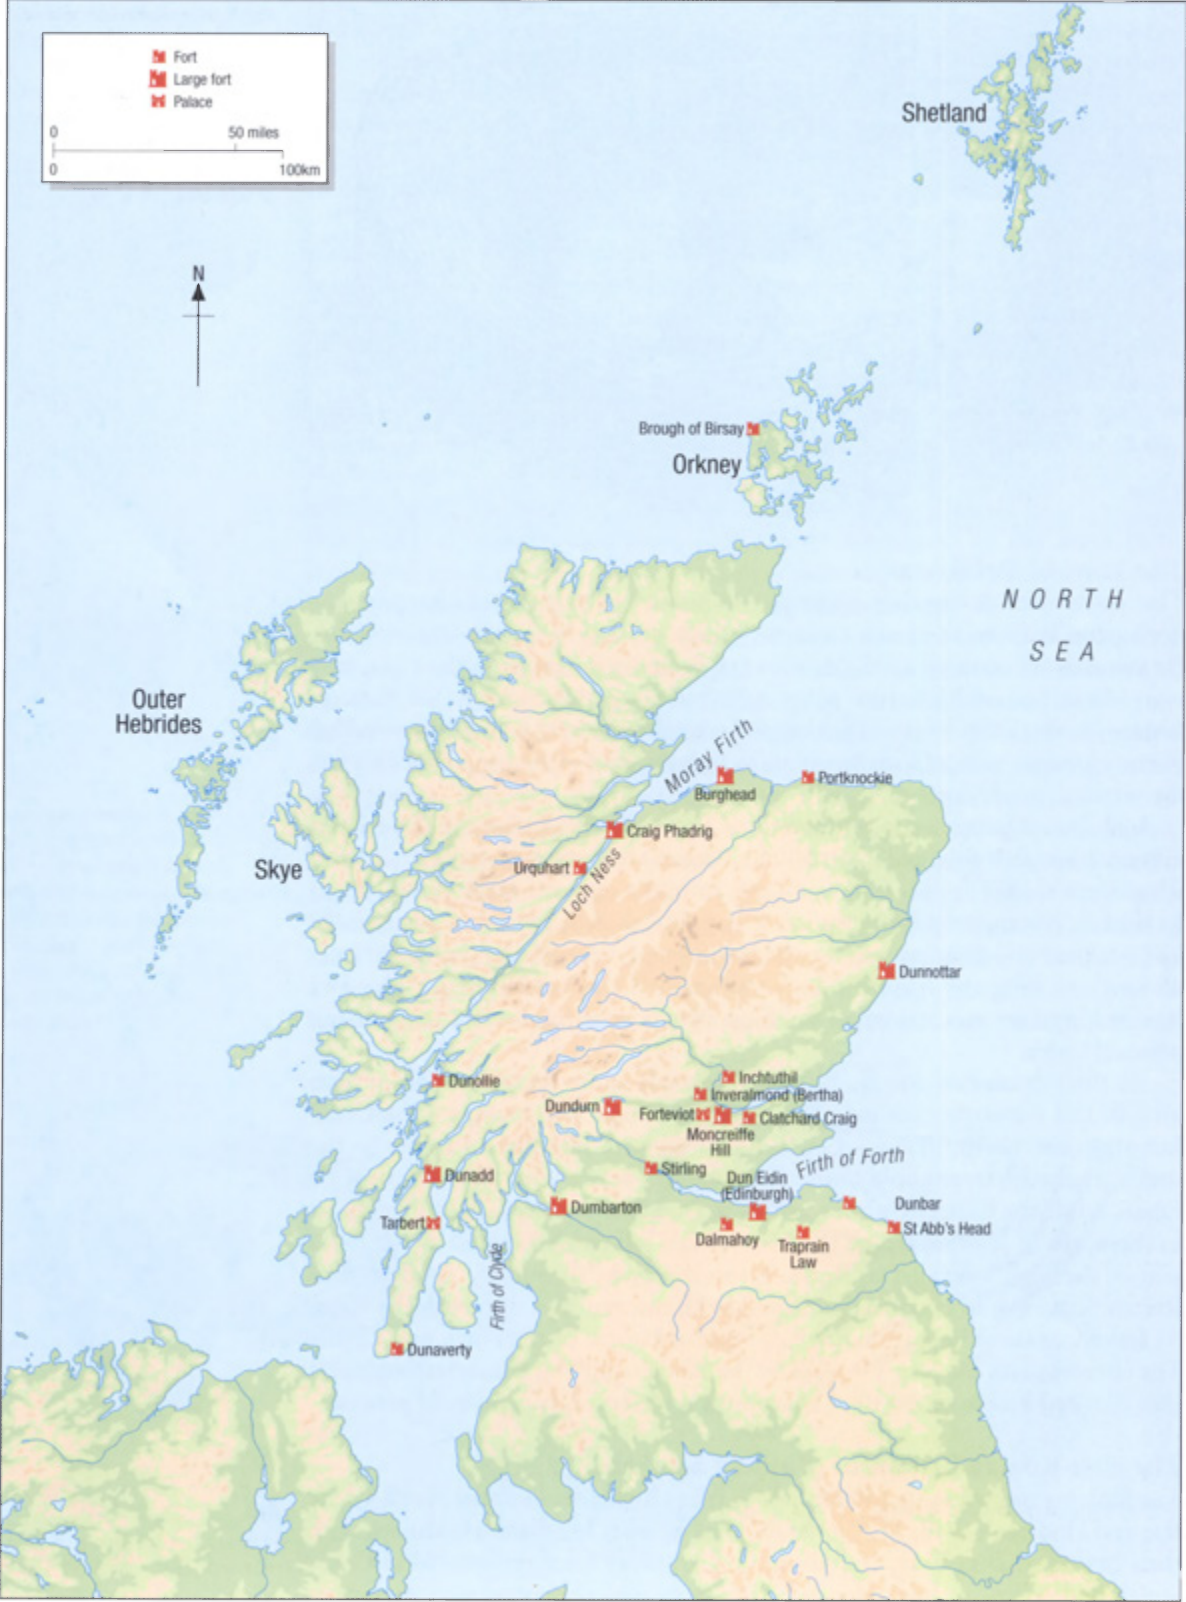 Fort
Large fort
Palace
0 50 miles
0 100km
N
Shetland
Brough of Birsay
Orkney
NORTH
SEA
Outer
Hebrides
Moray Firth
Burghead
Portknockie
Craig Phadrig
Urquhart
Loch Ness
Skye
Dunnottar
Dunollie
Inchtuthil
Inveralmond (Bertha)
Dundurn
Forteviot
Clatchard Craig
Moncreiffe
Hill
Firth of Forth
Stirling
Dun Eidin
(Edinburgh)
Dunadd
Dumbarton
Dunbar
Tarbert
Dalmahoy
St Abb's Head
Traprain
Law
Firth of Clyde
Dunaverty